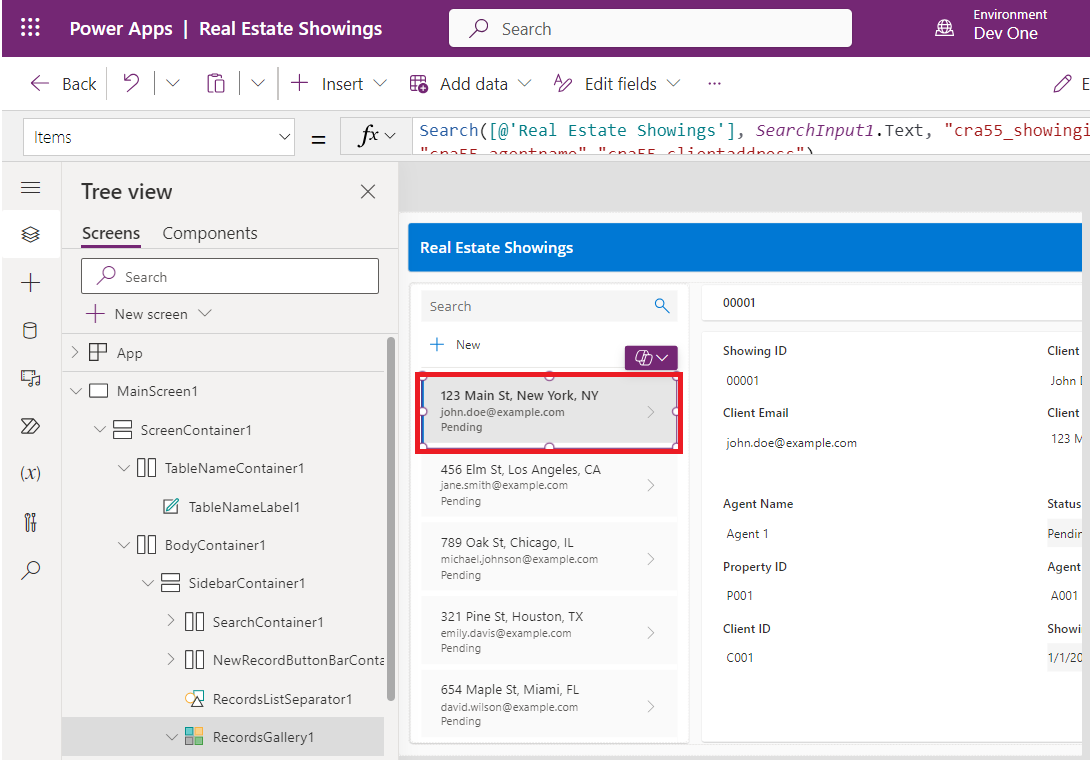 Power Apps | Real Estate Showings
Search
Environment
Dev One
Back
Insert
Add data
Edit fields
...
E
Items
=
fx
Search([@'Real Estate Showings'], SearchInput1.Text, "cra55_showingi
"cra55_agentname","cra55_clientaddress")
Tree view
Screens
Components
Search
New screen
App
MainScreen1
ScreenContainer1
TableNameContainer1
TableNameLabel1
BodyContainer1
SidebarContainer1
SearchContainer1
NewRecordButtonBarConta
RecordsListSeparator1
RecordsGallery1
(x)
Real Estate Showings
Search
New
123 Main St, New York, NY
john.doe@example.com
Pending
456 Elm St, Los Angeles, CA
jane.smith@example.com
Pending
789 Oak St, Chicago, IL
michael.johnson@example.com
Pending
321 Pine St, Houston, TX
emily.davis@example.com
Pending
654 Maple St, Miami, FL
david.wilson@example.com
Pending
00001
Showing ID
Client
00001
John D
Client Email
Client
john.doe@example.com
123 M
Agent Name
Status
Agent 1
Pendin
Property ID
Agent
P001
A001
Client ID
Showi
C001
1/1/20